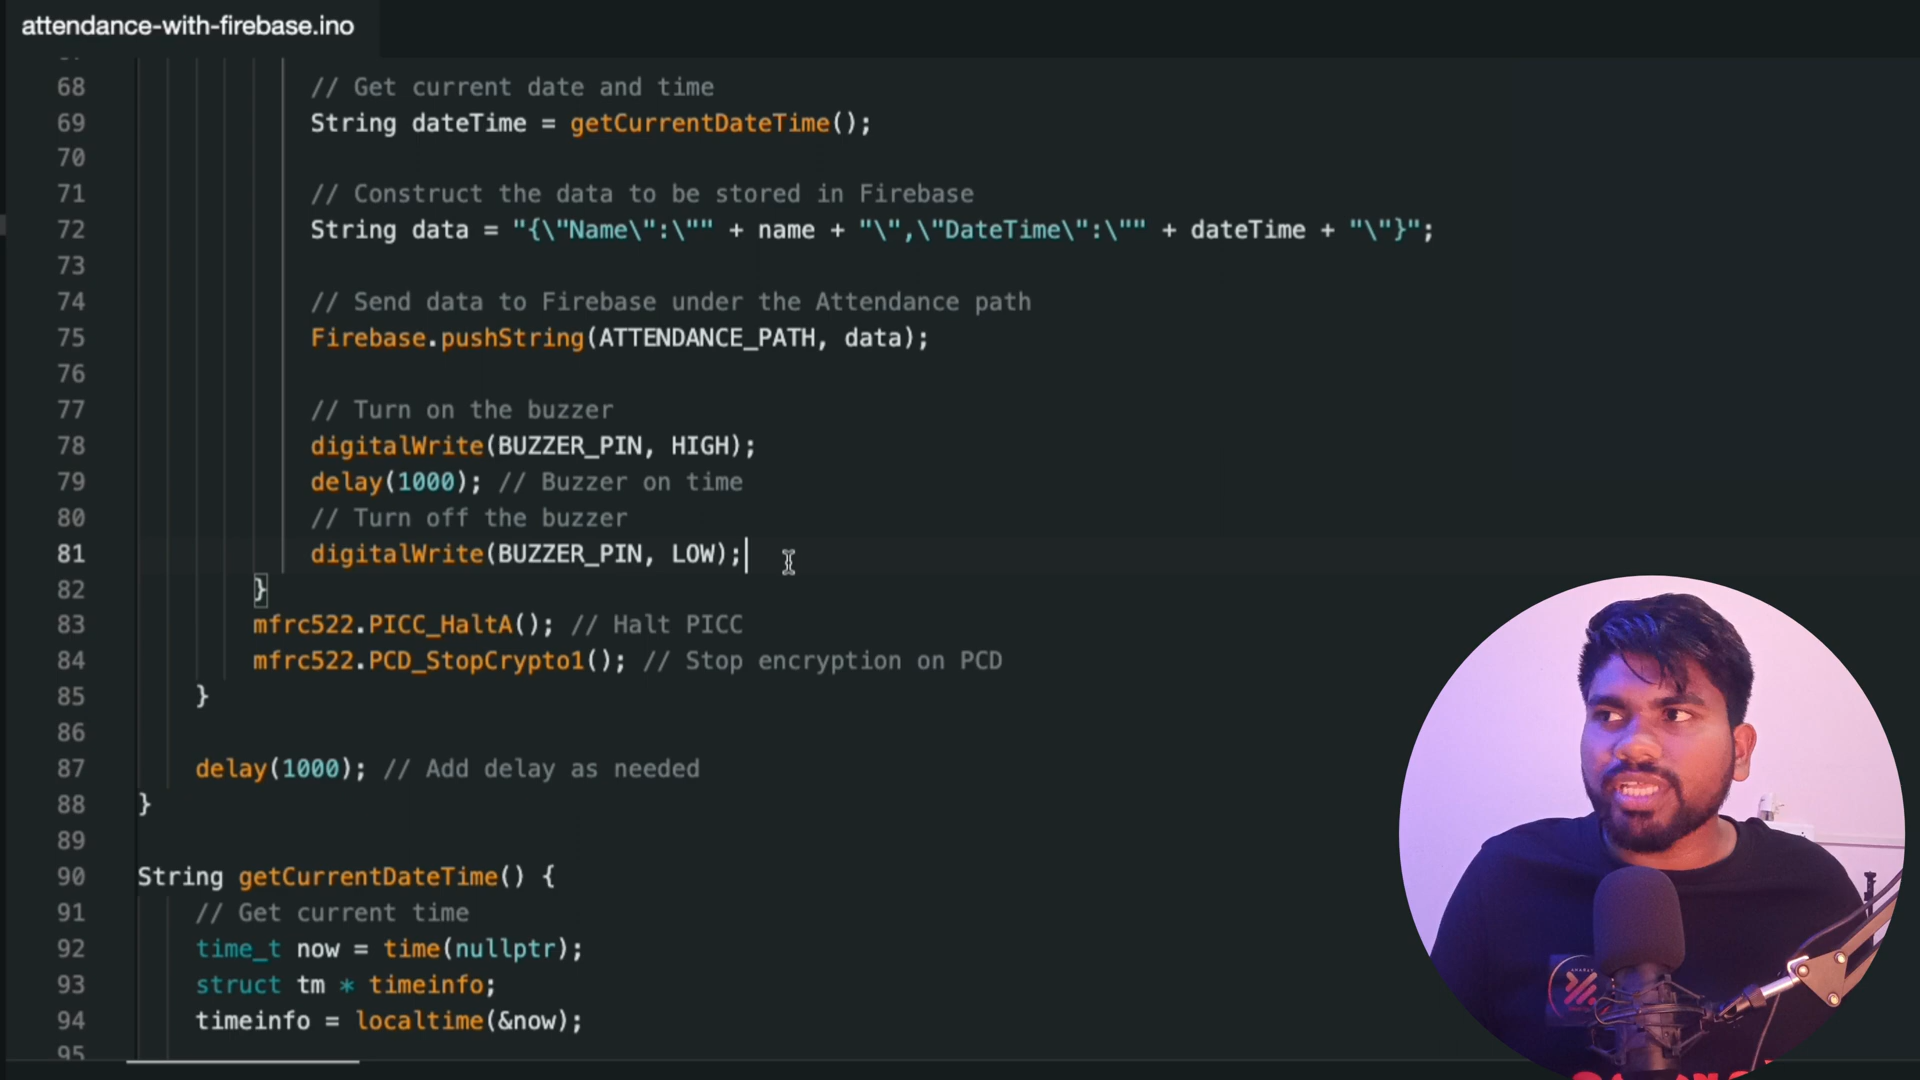 attendance-with-firebase.ino
68 // Get current date and time
69 String dateTime = getCurrentDateTime();
70
71 // Construct the data to be stored in Firebase
72 String data = "{\"Name\":\"" + name + "\",\"DateTime\":\"" + dateTime + "\"}";
73
74 // Send data to Firebase under the Attendance path
75 Firebase.pushString(ATTENDANCE_PATH, data);
76
77 // Turn on the buzzer
78 digitalWrite(BUZZER_PIN, HIGH);
79 delay(1000); // Buzzer on time
80 // Turn off the buzzer
81 digitalWrite(BUZZER_PIN, LOW);
82 }
83 mfrc522.PICC_HaltA(); // Halt PICC
84 mfrc522.PCD_StopCrypto1(); // Stop encryption on PCD
85 }
86
87 delay(1000); // Add delay as needed
88 }
89
90 String getCurrentDateTime() {
91 // Get current time
92 time_t now = time(nullptr);
93 struct tm * timeinfo;
94 timeinfo = localtime(&now);
95